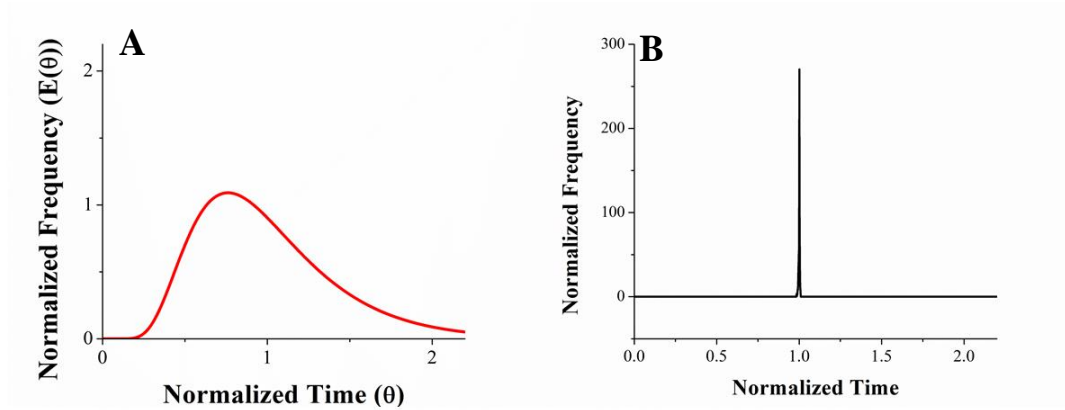 A
Normalized Frequency (E(θ))
2
1
0
0
1
2
Normalized Time (θ)
B
Normalized Frequency
300
200
100
0
0.0
0.5
1.0
1.5
2.0
Normalized Time